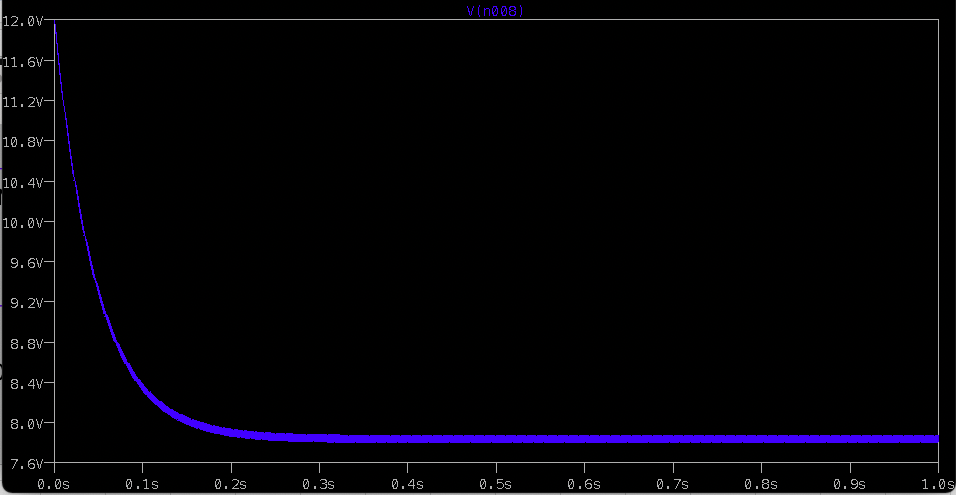 V(n008)
12.0V
11.6V
11.2V
10.8V
10.4V
10.0V
9.6V
9.2V
8.8V
8.4V
8.0V
7.6V
0.0s 0.1s 0.2s 0.3s 0.4s 0.5s 0.6s 0.7s 0.8s 0.9s 1.0s